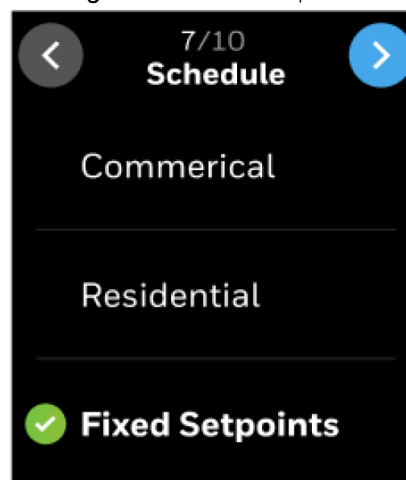 7/10
Schedule
Commerical
Residential
Fixed Setpoints